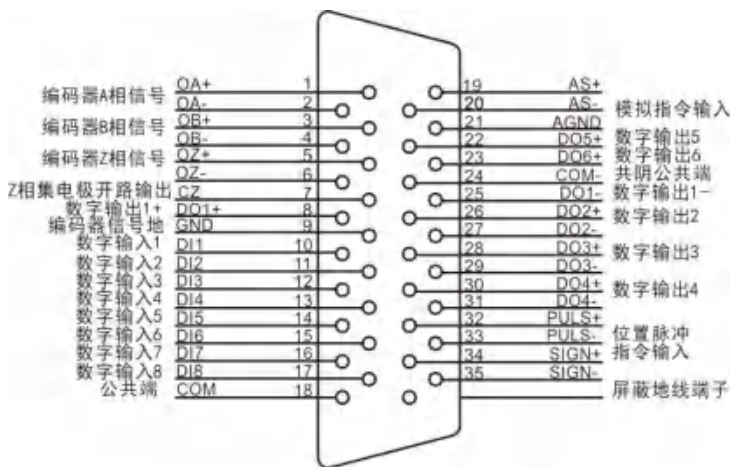 编码器A相信号
OA+ 1
OA- 2
编码器B相信号
OB+ 3
OB- 4
编码器Z相信号
OZ+ 5
OZ- 6
Z相集电极开路输出 CZ 7
数字输出1+ DO1+ 8
编码器信号地 GND 9
数字输入1 DI1 10
数字输入2 DI2 11
数字输入3 DI3 12
数字输入4 DI4 13
数字输入5 DI5 14
数字输入6 DI6 15
数字输入7 DI7 16
数字输入8 DI8 17
公共端 COM 18
19 AS+
20 AS-
模拟指令输入
21 AGND
22 DO5+ 数字输出5
23 DO6+ 数字输出6
24 COM- 共阴公共端
25 DO1- 数字输出1-
26 DO2+
数字输出2
27 DO2-
28 DO3+
数字输出3
29 DO3-
30 DO4+
数字输出4
31 DO4-
32 PULS+
33 PULS-
位置脉冲
指令输入
34 SIGN+
35 SIGN-
屏蔽地线端子